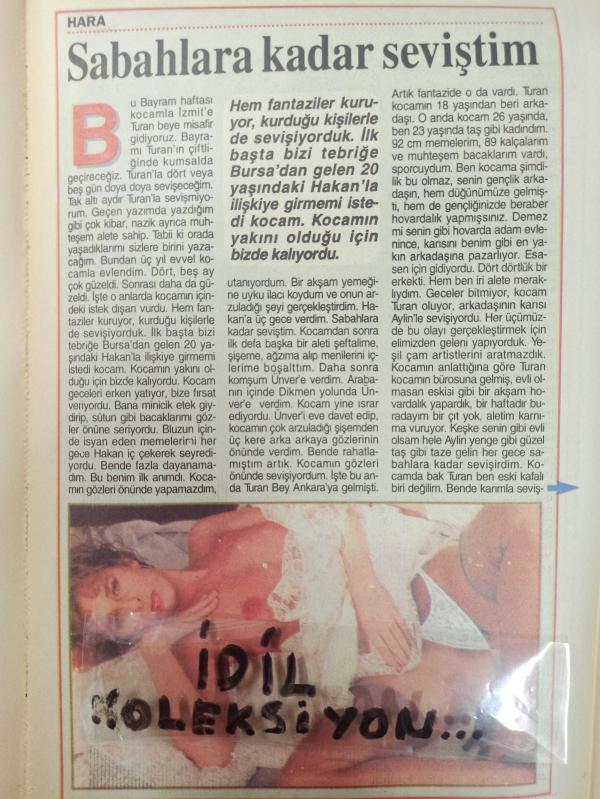 HARA
Sabahlara kadar seviştim
Bu Bayram haftası
kocamla İzmit'e
Turan beye misafir
gidiyoruz. Bayra-
mı Turan'ın çiftli-
ğinde kumsalda
geçireceğiz. Turan'la dört veya
beş gün doya doya sevişeceğim.
Tak altı aydır Turan'la sevişmiyo-
rum. Geçen yazımda yazdığım
gibi çok kibar, nazik ayrıca muh-
teşem alete sahip. Tabii ki orada
yaşadıklarımı sizlere birini yaza-
cağım. Bundan üç yıl evvel ko-
camla evlendim. Dört, beş ay
çok güzeldi. Sonrası daha da gü-
zeldi. İşte o anlarda kocamın için-
deki istek dışarı vurdu. Hem fan-
taziler kuruyor, kurduğu kişilerle
de sevişiyorduk. İlk başta bizi
tebriğe Bursa'dan gelen 20 ya-
şındaki Hakan'la ilişkiye girmemi
istedi kocam. Kocamın yakını ol-
duğu için bizde kalıyordu. Kocam
geceleri erken yatıyor, bize fırsat
veriyordu. Bana minicik etek giy-
dirip, sütun gibi bacaklarımı göz-
ler önüne seriyordu. Bluzun için-
de isyan eden memelerimi her
gece Hakan iç çekerek seyredi-
yordu. Bende fazla dayanama-
dım. Bu benim ilk anımdı. Koca-
mın gözleri önünde yapamazdım,
Hem fantaziler kuru-
yor, kurduğu kişilerle
de sevişiyorduk. İlk
başta bizi tebriğe
Bursa'dan gelen 20
yaşındaki Hakan'la
ilişkiye girmemi iste-
di kocam. Kocamın
yakını olduğu için
bizde kalıyordu.
utanıyordum. Bir akşam yemeği-
ne uyku ilacı koydum ve onun ar-
zuladığı şeyi gerçekleştirdim. Ha-
kan'a üç gece verdim. Sabahlara
kadar seviştim. Kocamdan sonra
ilk defa başka bir aleti şeftalime,
şişeme, ağzıma alıp menilerini iç-
lerime boşalttım. Daha sonra
komşum Ünver'e verdim. Araba-
nın içinde Dikmen yolunda Ün-
ver'e verdim. Kocam yine ısrar
ediyordu. Ünver'i eve davet edip,
kocamın çok arzuladığı şişemden
üç kere arka arkaya gözlerinin
önünde verdim. Bende rahatla-
mıştım artık. Kocamın gözleri
önünde sevişiyordum. İşte bu an-
da Turan Bey Ankara'ya gelmişti.
Artık fantazide o da vardı. Turan
kocamın 18 yaşından beri arka-
daşı. O anda kocam 26 yaşında,
ben 23 yaşında taş gibi kadındım.
92 cm memelerim, 89 kalçalarım
ve muhteşem bacaklarım vardı,
sporcuydum. Ben kocama şimdi-
lik bu olmaz, senin gençlik arka-
daşın, hem düğünümüze gelmiş-
ti, hem de gençliğinizde beraber
hovardalık yapmışsınız. Demez
mi senin gibi hovarda adam evle-
nince, karısını benim gibi en ya-
kın arkadaşına pazarlıyor. Esa-
sen için gidiyordu. Dört dörtlük bir
erkekti. Hem ben iri alete merak-
lıydım. Geceler bitmiyor, kocam
Turan oluyor, arkadaşının karısı
Aylin'le sevişiyordu. Her üçümüz-
de bu olayı gerçekleştirmek için
elimizden geleni yapıyorduk. Ye-
şil çam artistlerini aratmazdık.
Kocamın anlattığına göre Turan
kocamın bürosuna gelmiş, evli ol-
masan eskiai gibi bir akşam ho-
vardalık yapardık, bir haftadır bu-
radayım bir çıt yok, aletim karnı-
ma vuruyor. Keşke senin gibi evli
olsam hele Aylin yenge gibi güzel
taş gibi taze gelin her gece sa-
bahlara kadar sevişirdim. Ko-
camda bak Turan ben eski kafalı
biri değilim. Bende karımla seviş-
İDİL
KOLEKSİYON...